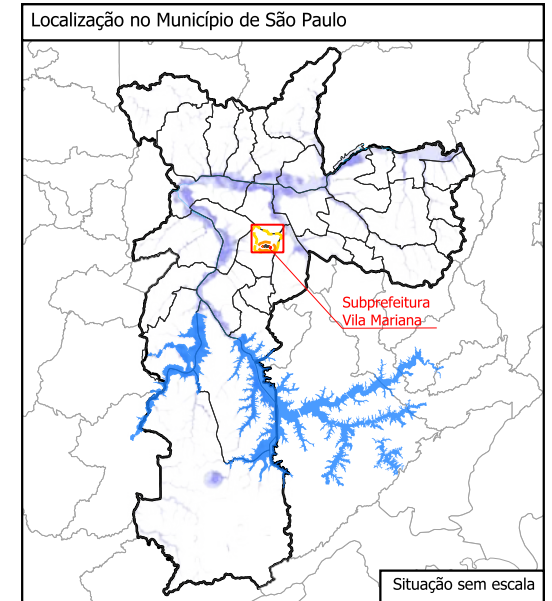 Localização no Município de São Paulo
Subprefeitura
Vila Mariana
Situação sem escala